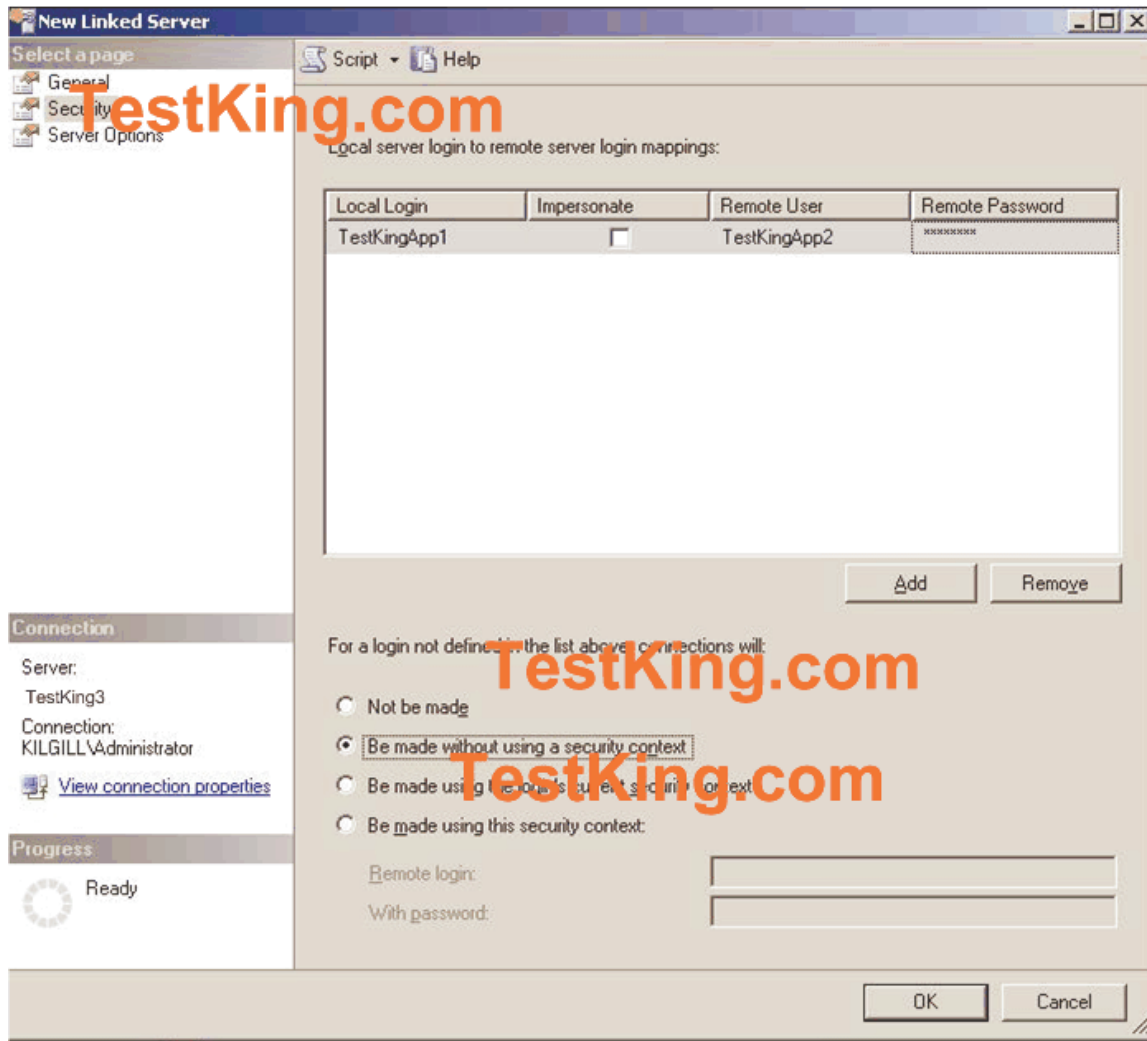 New Linked Server
Select a page
General
Security
Server Options
Script Help
TestKing.com
Local server login to remote server login mappings:
Local Login Impersonate Remote User Remote Password
TestKingApp1 TestKingApp2 ××××××××
Add Remove
Connection
Server:
TestKing3
Connection:
KILGILL\Administrator
View connection properties
Progress
Ready
For a login not defined in the list above, connections will:
TestKing.com
Not be made
Be made without using a security context
TestKing.com
Be made using the login's current security context
Be made using this security context:
Remote login:
With password:
OK Cancel